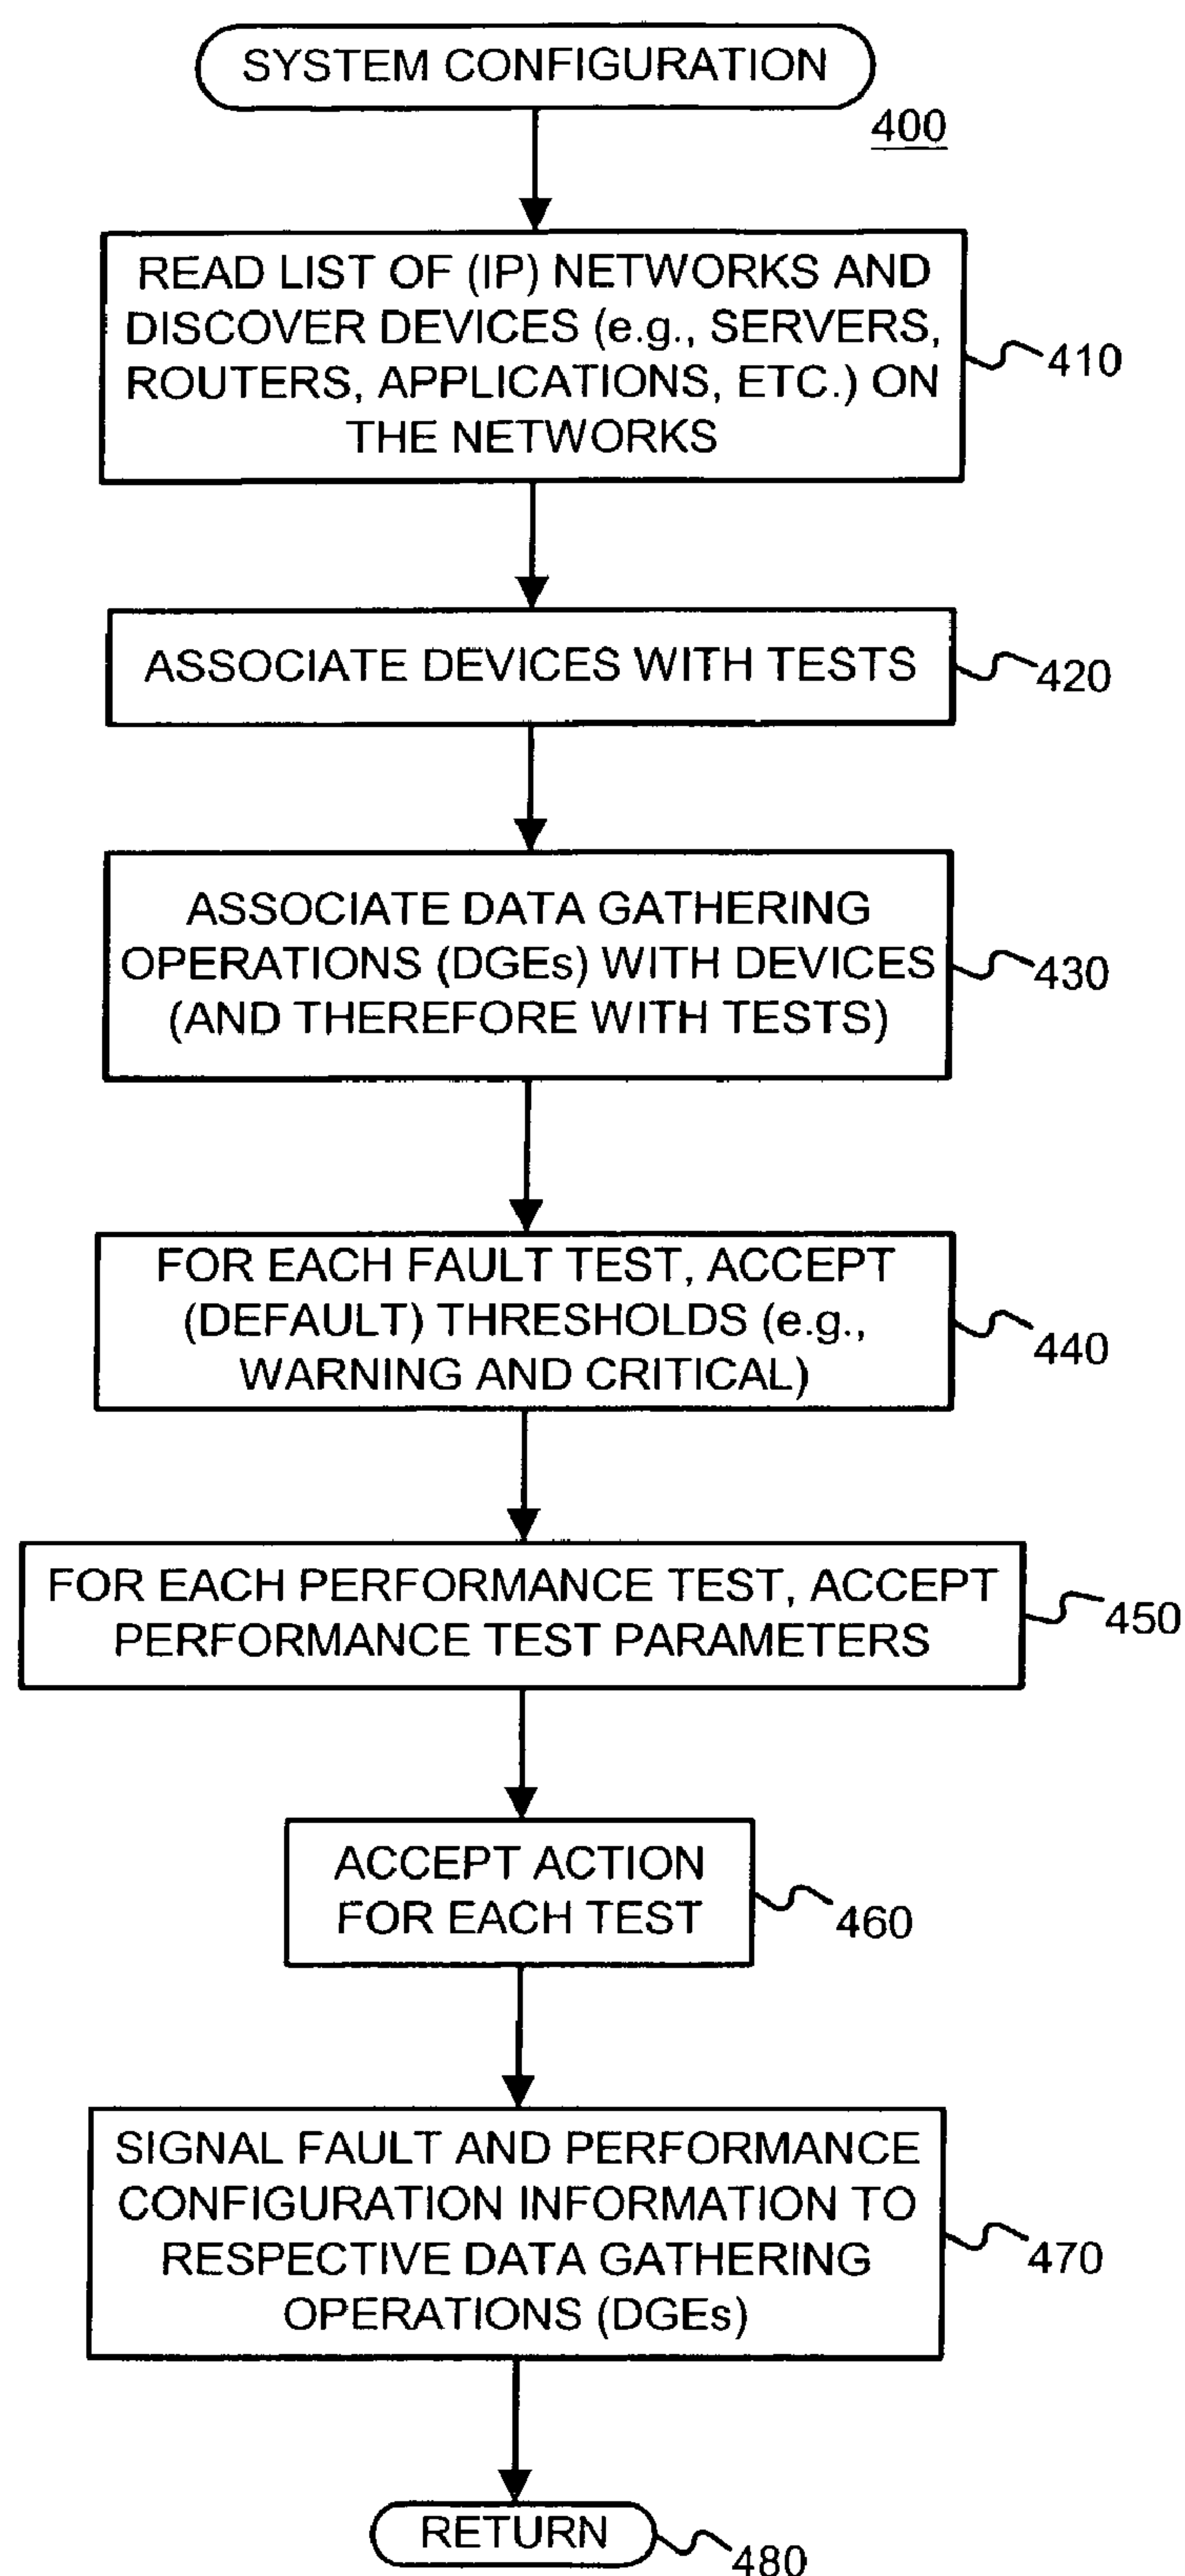 SYSTEM CONFIGURATION
400
READ LIST OF (IP) NETWORKS AND
DISCOVER DEVICES (e.g., SERVERS,
ROUTERS, APPLICATIONS, ETC.) ON
THE NETWORKS
410
ASSOCIATE DEVICES WITH TESTS
420
ASSOCIATE DATA GATHERING
OPERATIONS (DGEs) WITH DEVICES
(AND THEREFORE WITH TESTS)
430
FOR EACH FAULT TEST, ACCEPT
(DEFAULT) THRESHOLDS (e.g.,
WARNING AND CRITICAL)
440
FOR EACH PERFORMANCE TEST, ACCEPT
PERFORMANCE TEST PARAMETERS
450
ACCEPT ACTION
FOR EACH TEST
460
SIGNAL FAULT AND PERFORMANCE
CONFIGURATION INFORMATION TO
RESPECTIVE DATA GATHERING
OPERATIONS (DGEs)
470
RETURN
480